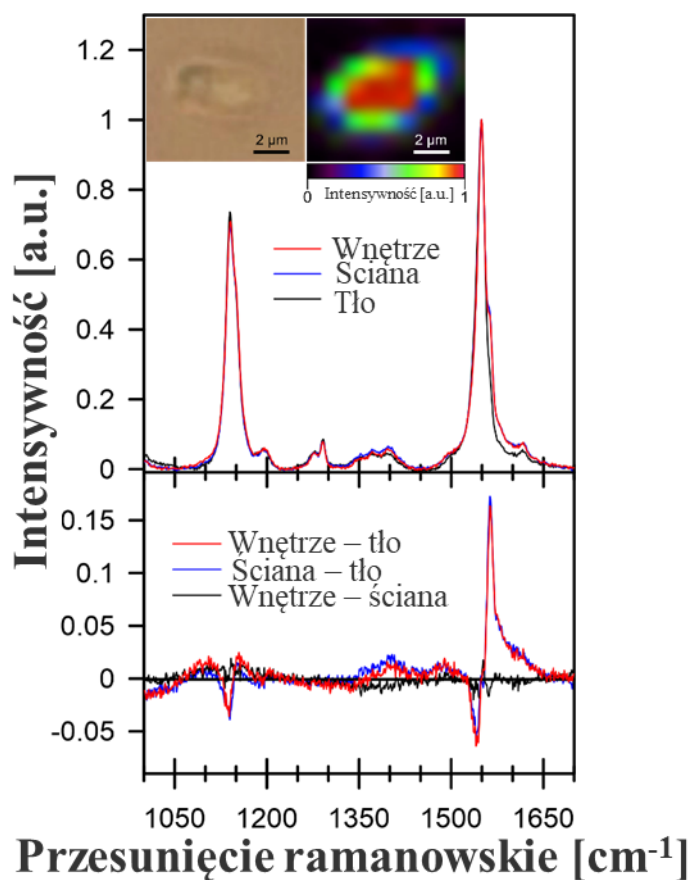 Intensywność [a.u.]
1.2
1
0.8
0.6
0.4
0.2
0
2 µm
2 µm
0 Intensywność [a.u.] 1
Wnętrze
Ściana
Tło
0.15
0.1
0.05
0
-0.05
Wnętrze – tło
Ściana – tło
Wnętrze – ściana
1050 1200 1350 1500 1650
Przesunięcie ramanowskie [cm⁻¹]